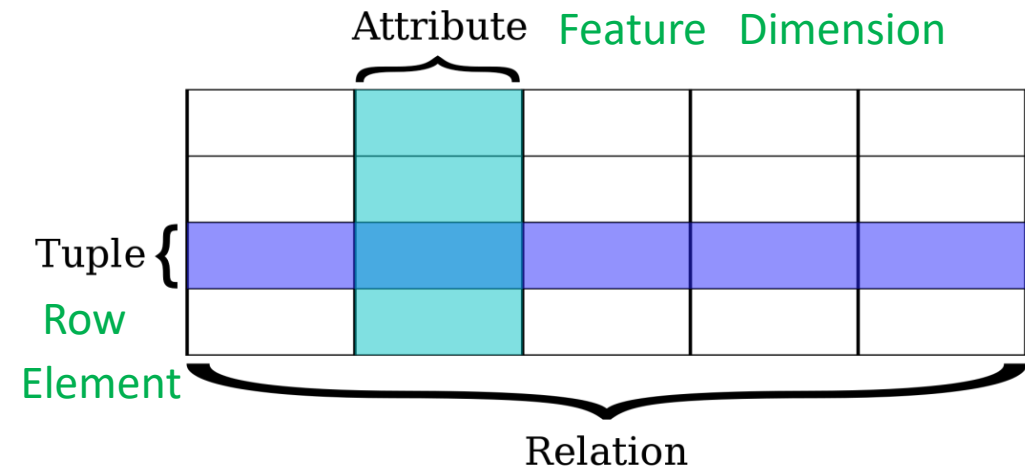 Attribute Feature Dimension
Tuple
Row
Element
Relation